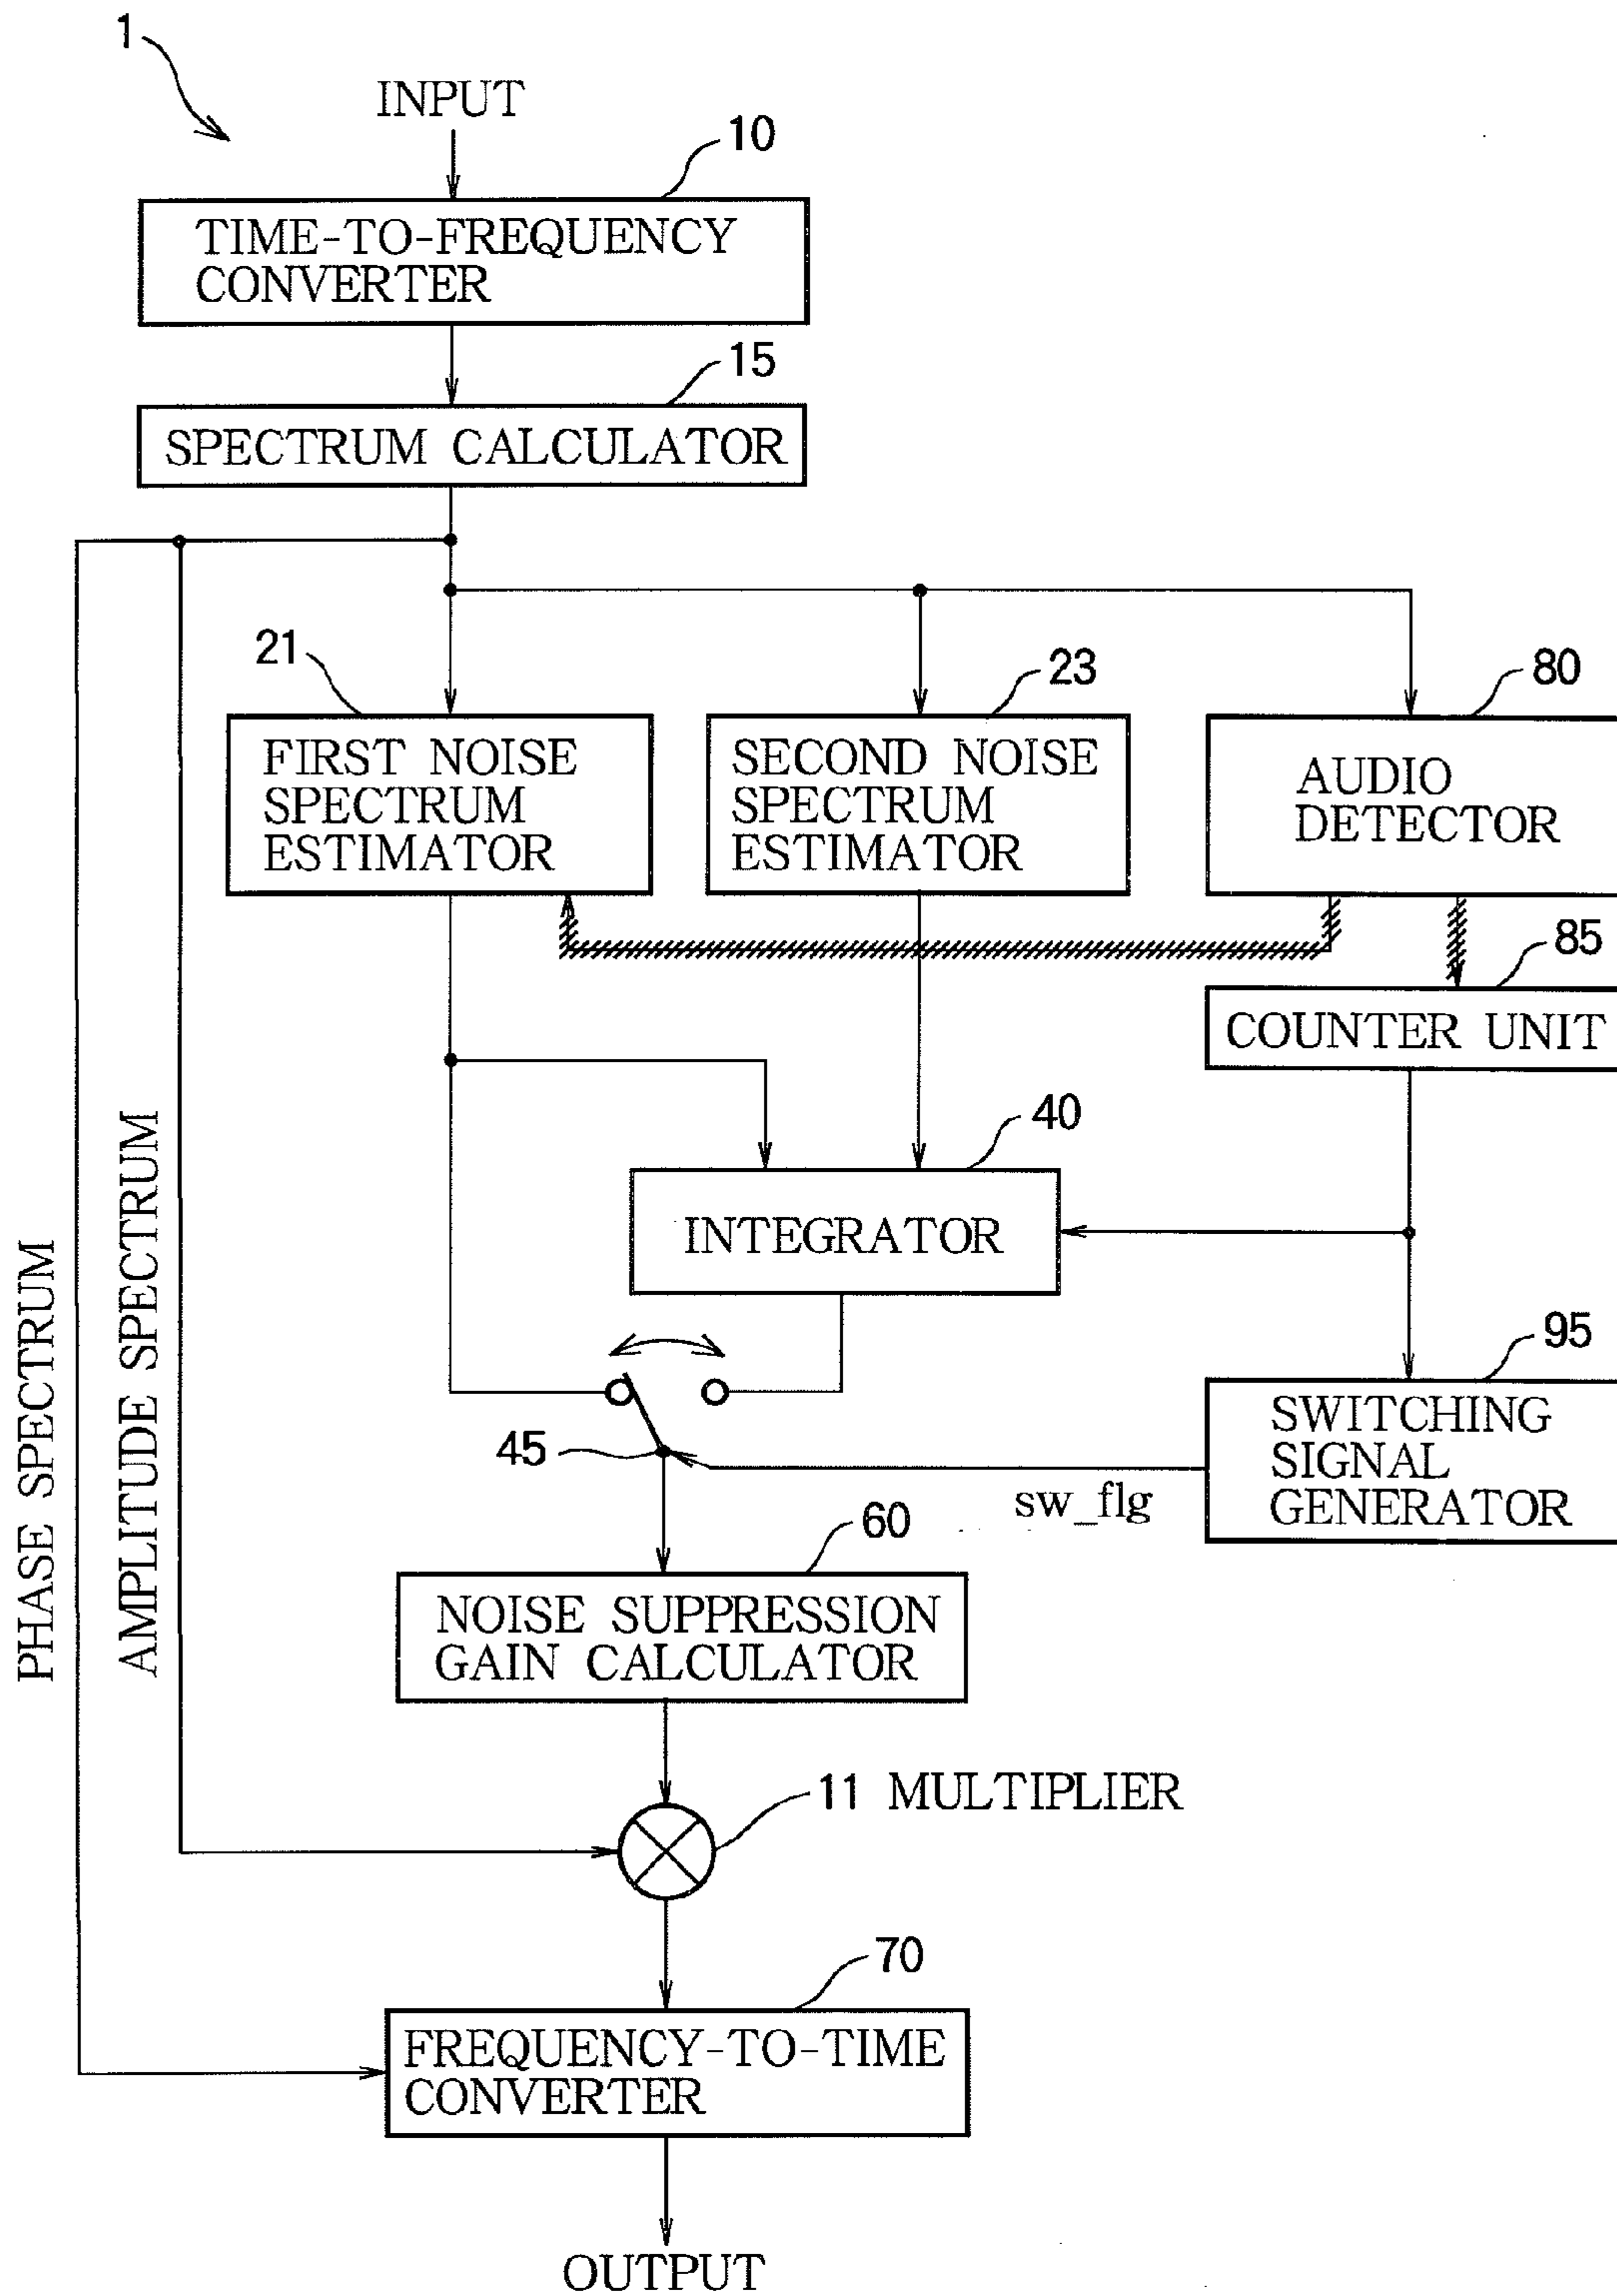 1
INPUT
10
TIME-TO-FREQUENCY
CONVERTER
15
SPECTRUM CALCULATOR
21
23
80
FIRST NOISE
SPECTRUM
ESTIMATOR
SECOND NOISE
SPECTRUM
ESTIMATOR
AUDIO
DETECTOR
85
COUNTER UNIT
40
INTEGRATOR
PHASE SPECTRUM
AMPLITUDE SPECTRUM
95
SWITCHING
SIGNAL
GENERATOR
45
sw_flg
60
NOISE SUPPRESSION
GAIN CALCULATOR
11 MULTIPLIER
70
FREQUENCY-TO-TIME
CONVERTER
OUTPUT